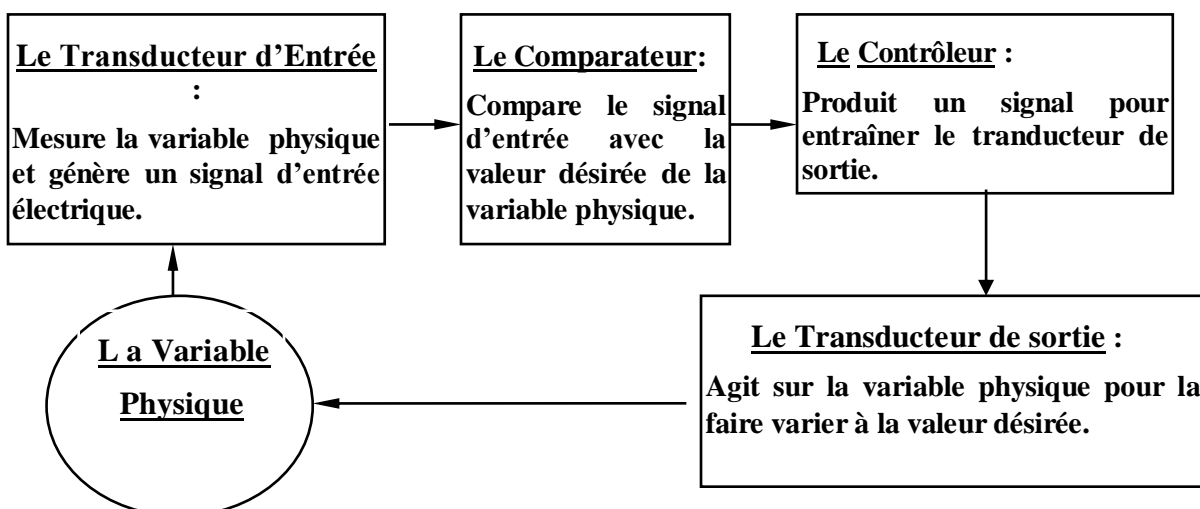 Le Transducteur d’Entrée
:
Mesure la variable physique
et génère un signal d’entrée
électrique.
Le Comparateur:
Compare le signal
d’entrée avec la
valeur désirée de la
variable physique.
Le Contrôleur :
Produit un signal pour
entraîner le tranducteur de
sortie.
L a Variable
Physique
Le Transducteur de sortie :
Agit sur la variable physique pour la
faire varier à la valeur désirée.